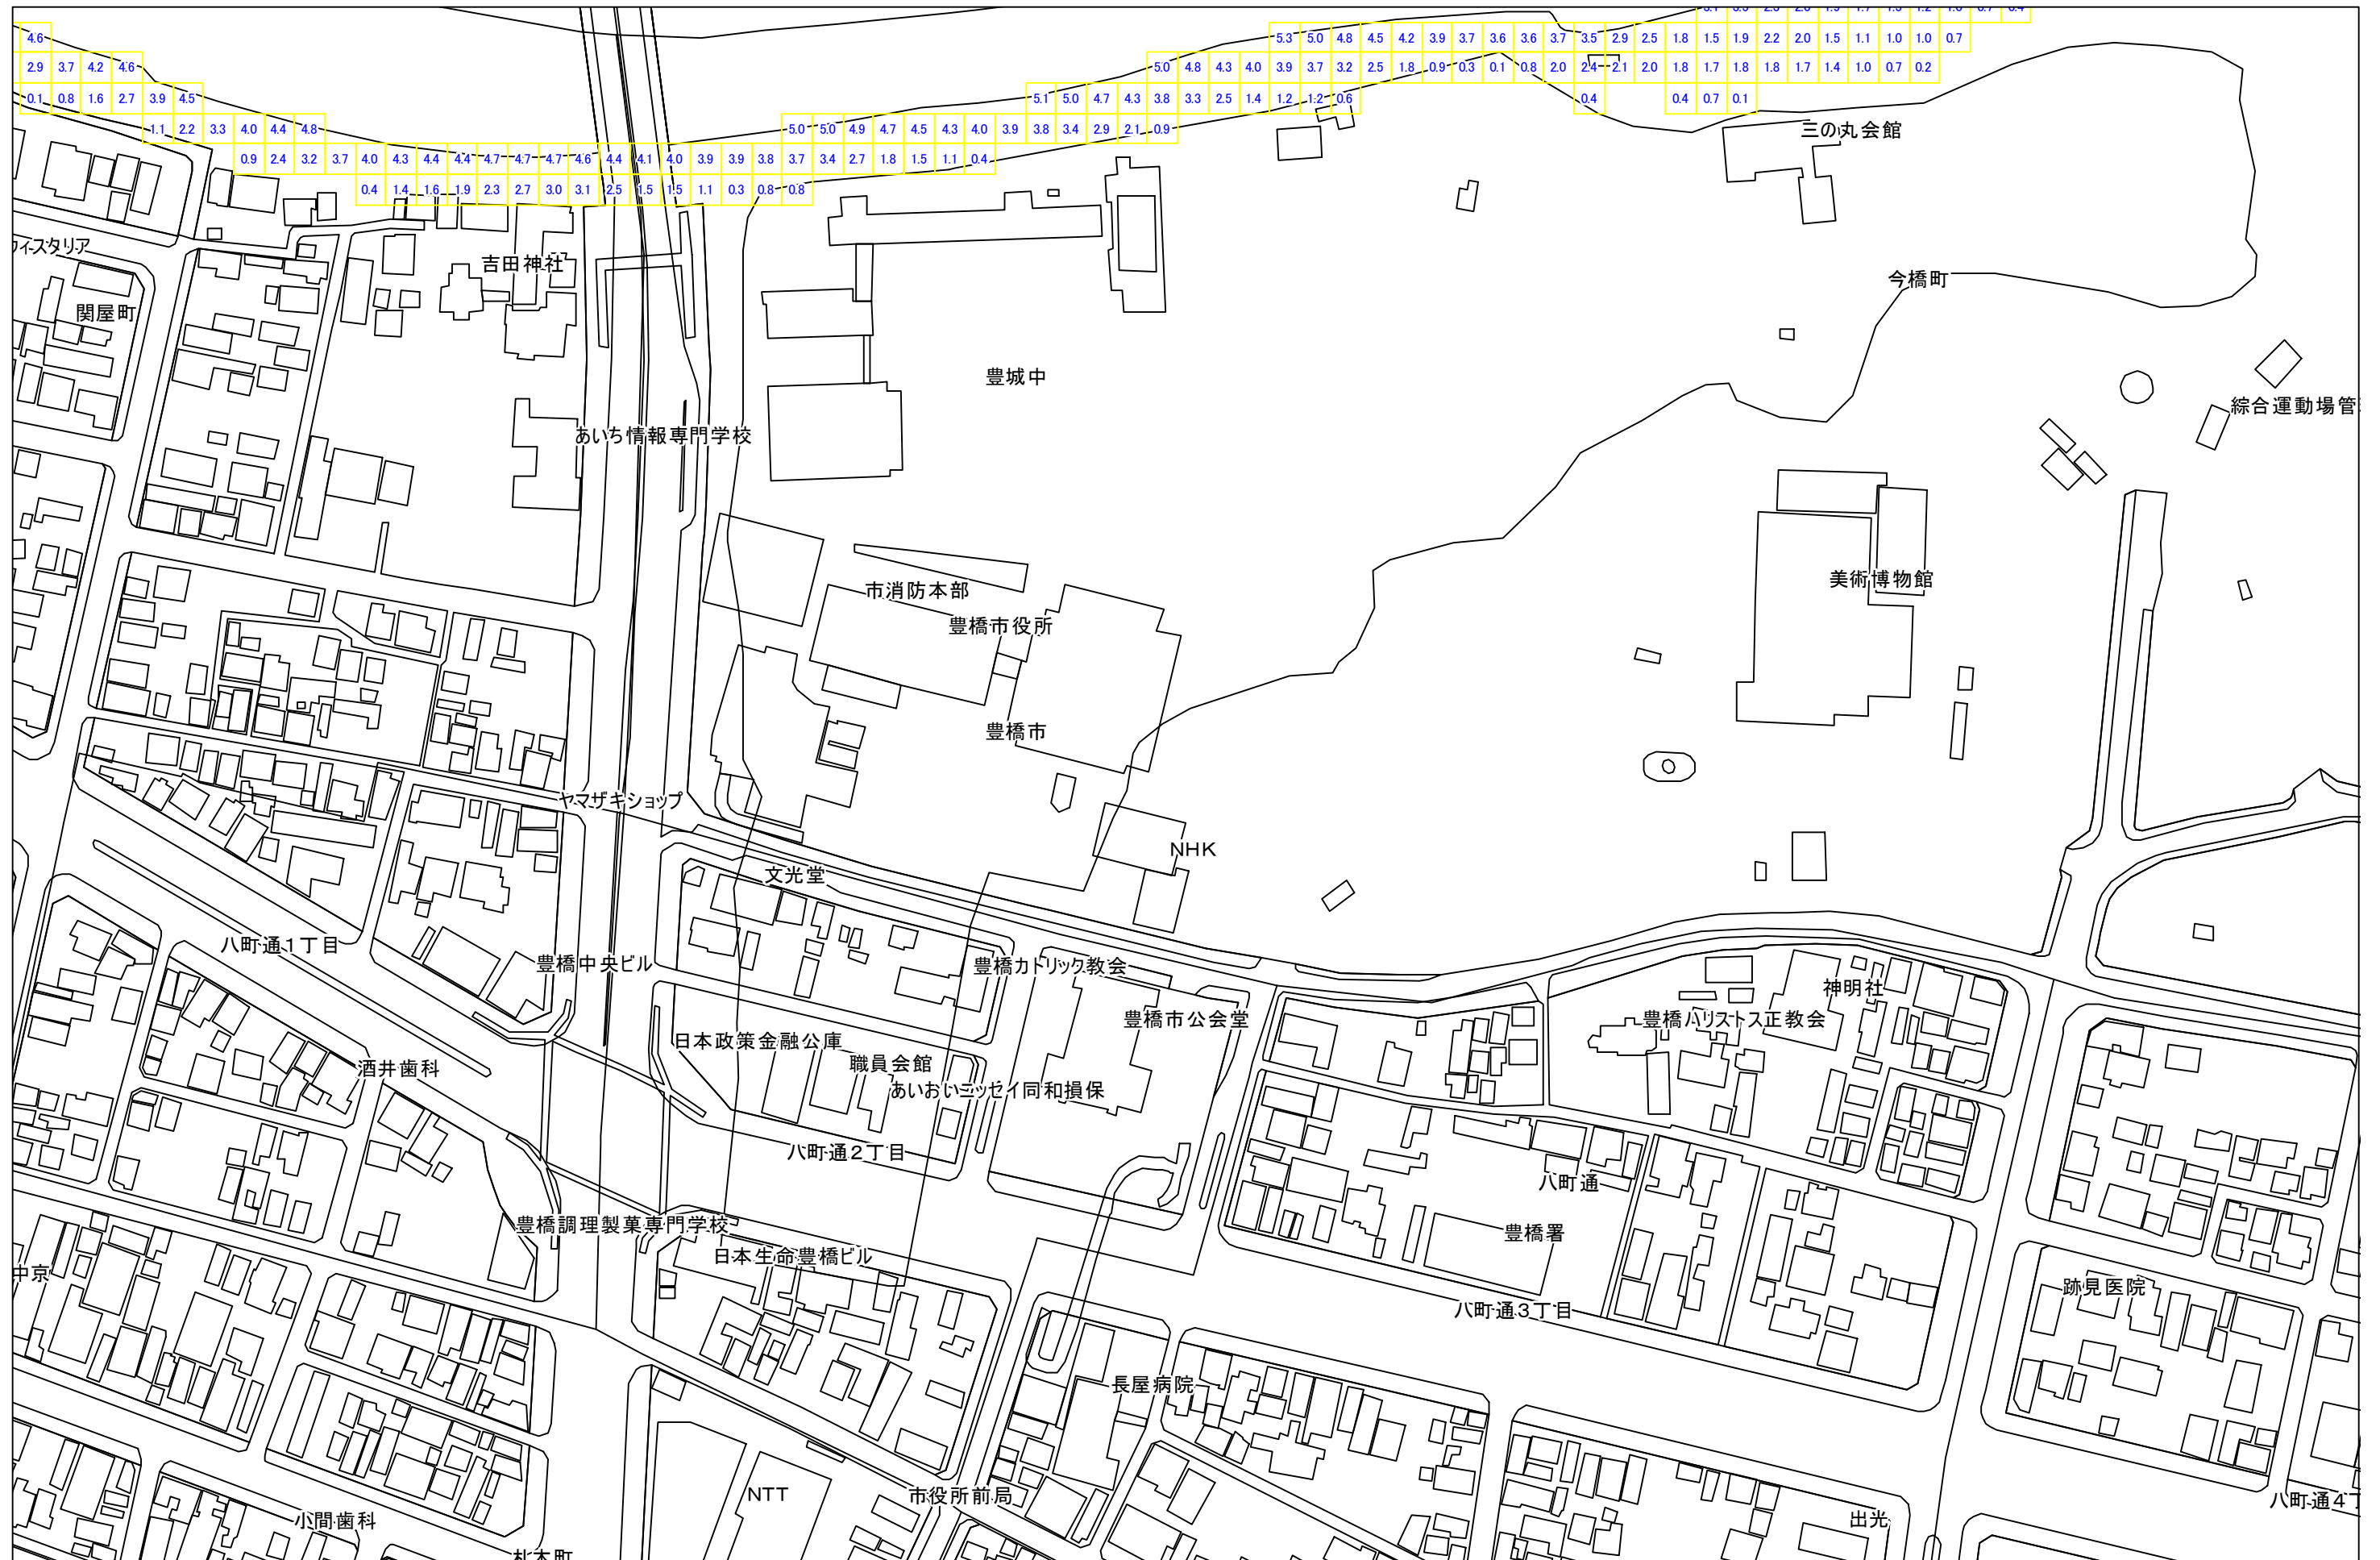 4.6 5.3 5.0 4.8 4.5 4.2 3.9 3.7 3.6 3.6 3.7 3.5 2.9 2.5 1.8 1.5 1.9 2.2 2.0 1.5 1.1 1.0 1.0 0.7
2.9 3.7 4.2 4.6 5.0 4.8 4.3 4.0 3.9 3.7 3.2 2.5 1.8 0.9 0.3 0.1 0.8 2.0 2.4 2.1 2.0 1.8 1.7 1.8 1.8 1.7 1.4 1.0 0.7 0.2
0.1 0.8 1.6 2.7 3.9 4.5 5.1 5.0 4.7 4.3 3.8 3.3 2.5 1.4 1.2 1.2 0.6 0.4 0.4 0.7 0.1
1.1 2.2 3.3 4.0 4.4 4.8 5.0 5.0 4.9 4.7 4.5 4.3 4.0 3.9 3.8 3.4 2.9 2.1 0.9
三の丸会館
0.9 2.4 3.2 3.7 4.0 4.3 4.4 4.4 4.7 4.7 4.7 4.6 4.4 4.1 4.0 3.9 3.9 3.8 3.7 3.4 2.7 1.8 1.5 1.1 0.4
0.4 1.4 1.6 1.9 2.3 2.7 3.0 3.1 2.5 1.5 1.5 1.1 0.3 0.8 0.8
ウィスタリア
吉田神社
今橋町
関屋町
豊城中
綜合運動場管
あいち情報専門学校
美術博物館
市消防本部
豊橋市役所
豊橋市
ヤマザキショップ
NHK
文光堂
八町通1丁目
豊橋中央ビル
豊橋カトリック教会
神明社
豊橋市公会堂
豊橋ハリストス正教会
日本政策金融公庫
職員会館
酒井歯科
あいおいニッセイ同和損保
八町通2丁目
八町通
豊橋調理製菓専門学校
豊橋署
日本生命豊橋ビル
中京
跡見医院
八町通3丁目
長屋病院
NTT
市役所前局
八町通4丁
小間歯科
出光
札木町